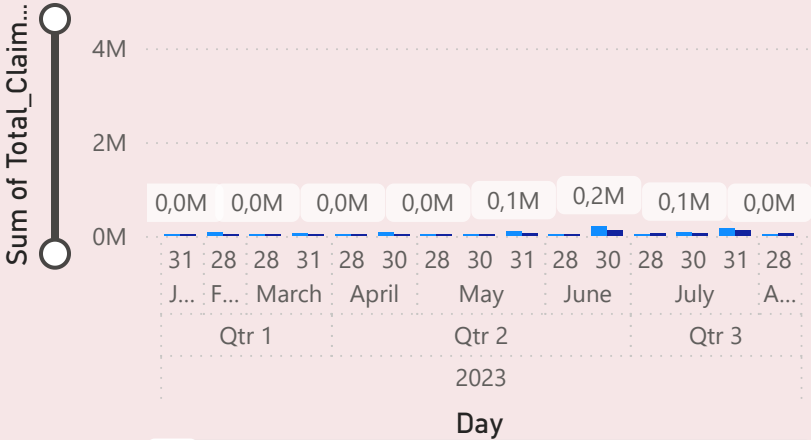 Sum of Total_Claim...
4M
2M
0M
0,0M 0,0M 0,0M 0,0M 0,1M 0,2M 0,1M 0,0M
31 28 28 31 28 30 28 30 31 28 30 28 30 31 28
J... F... March April May June July A...
Qtr 1 Qtr 2 Qtr 3
2023
Day